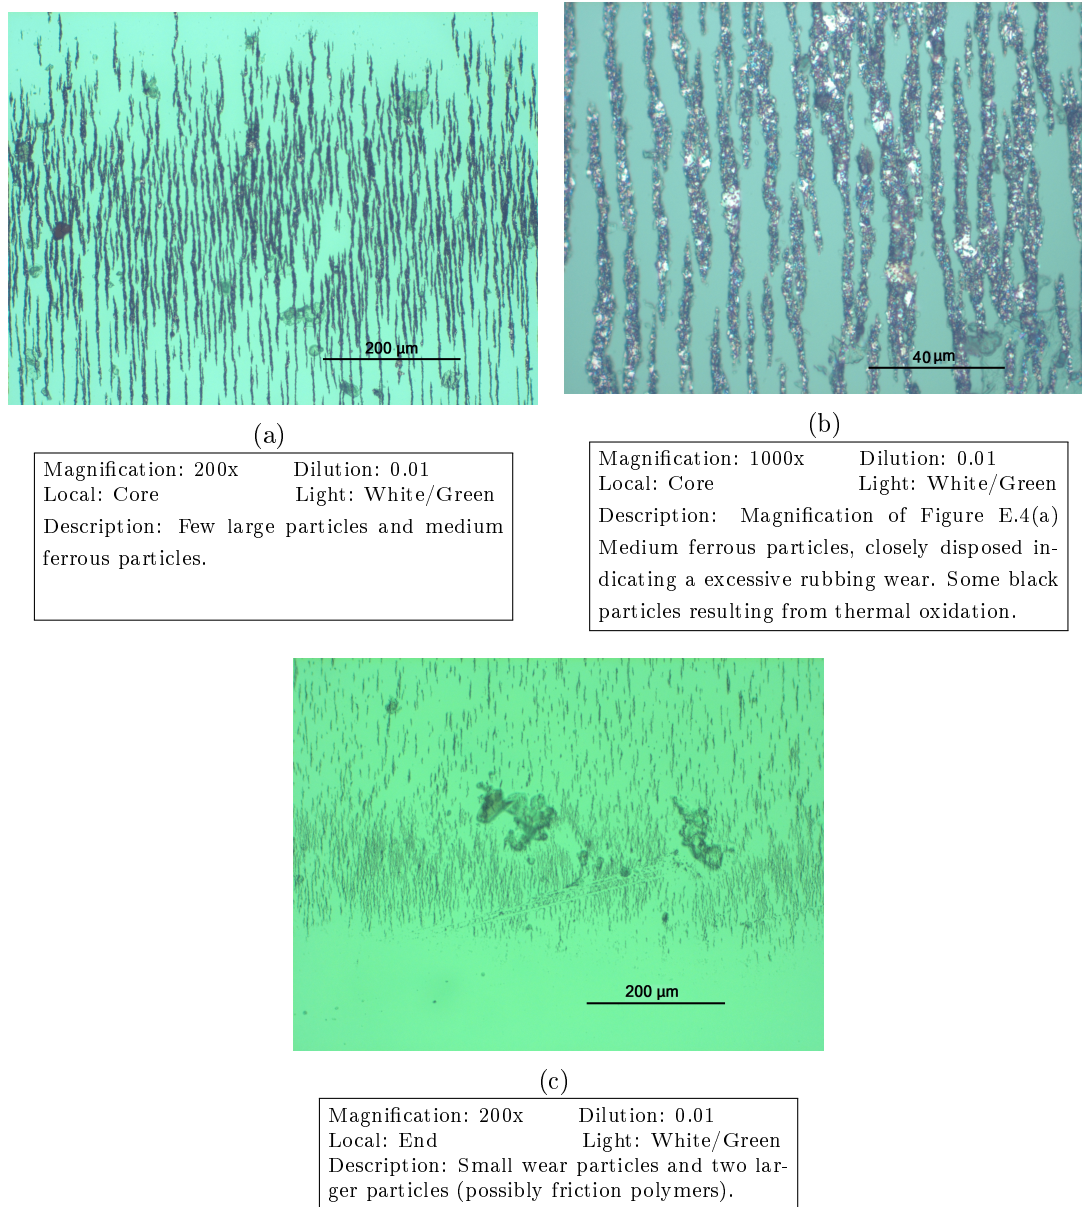 200 µm
40 µm
(a)
(b)
Magnification: 200x Dilution: 0.01
Local: Core Light: White/Green
Description: Few large particles and medium
ferrous particles.
Magnification: 1000x Dilution: 0.01
Local: Core Light: White/Green
Description: Magnification of Figure E.4(a)
Medium ferrous particles, closely disposed in-
dicating a excessive rubbing wear. Some black
particles resulting from thermal oxidation.
200 µm
(c)
Magnification: 200x Dilution: 0.01
Local: End Light: White/Green
Description: Small wear particles and two lar-
ger particles (possibly friction polymers).